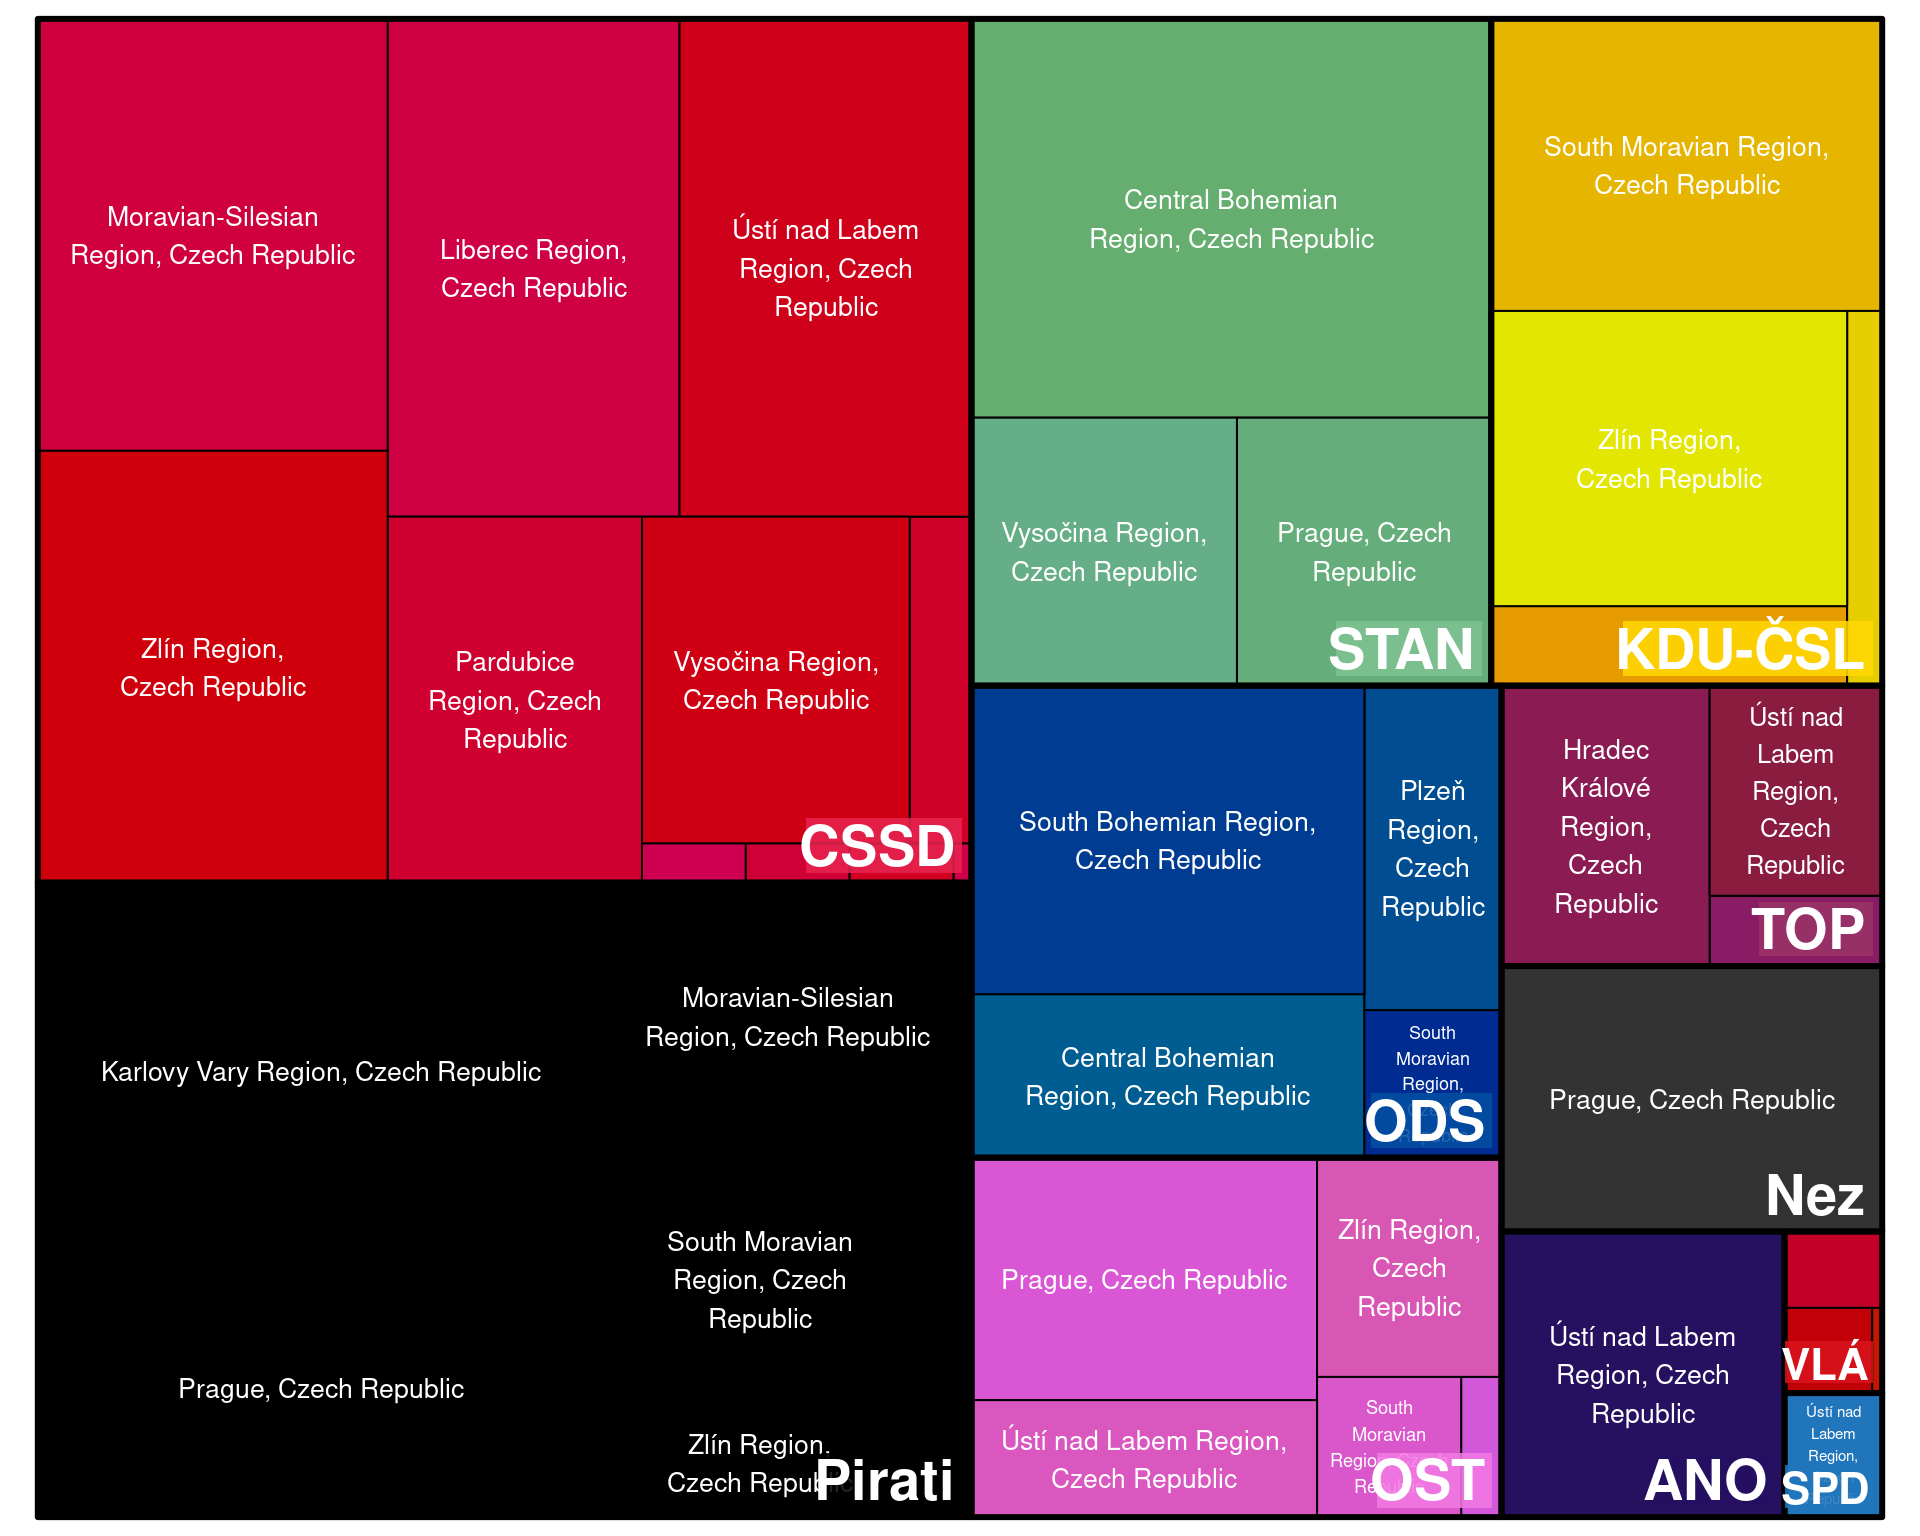 Moravian-Silesian
Region, Czech Republic
Liberec Region,
Czech Republic
Ústí nad Labem
Region, Czech
Republic
Zlín Region,
Czech Republic
Pardubice
Region, Czech
Republic
Vysočina Region,
Czech Republic
CSSD
Karlovy Vary Region, Czech Republic
Moravian-Silesian
Region, Czech Republic
Prague, Czech Republic
South Moravian
Region, Czech
Republic
Zlín Region,
Czech Republic
Pirati
Central Bohemian
Region, Czech Republic
Vysočina Region,
Czech Republic
Prague, Czech
Republic
STAN
South Moravian Region,
Czech Republic
Zlín Region,
Czech Republic
KDU-ČSL
South Bohemian Region,
Czech Republic
Plzeň
Region,
Czech
Republic
Central Bohemian
Region, Czech Republic
South
Moravian
Region,
ODS
Hradec
Králové
Region,
Czech
Republic
Ústí nad
Labem
Region,
Czech
Republic
TOP
Prague, Czech Republic
Nez
Prague, Czech Republic
Zlín Region,
Czech
Republic
Ústí nad Labem Region,
Czech Republic
South
Moravian
OST
Ústí nad Labem
Region, Czech
Republic
ANO
VLÁ
Ústí nad
Labem
Region,
SPD